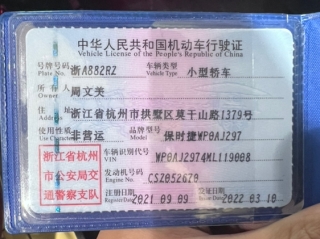 中华人民共和国机动车行驶证
Vehicle License of the People's Republic of China
号牌号码 浙A882RZ 车辆类型 小型轿车
Plate No. Vehicle Type
所有人 周文美
Owner
住址 浙江省杭州市拱墅区莫干山路1379号
Address
使用性质 非营运 品牌型号 保时捷WP0AJ297
Use Character Model
浙江省杭州 车辆识别代号 WP0AJ2974ML119088
VIN
市公安局交 发动机号码 CS2052620
Engine No.
通警察支队 注册日期 2021 09 09 发证日期 2022 03 10
Register Date Issue Date